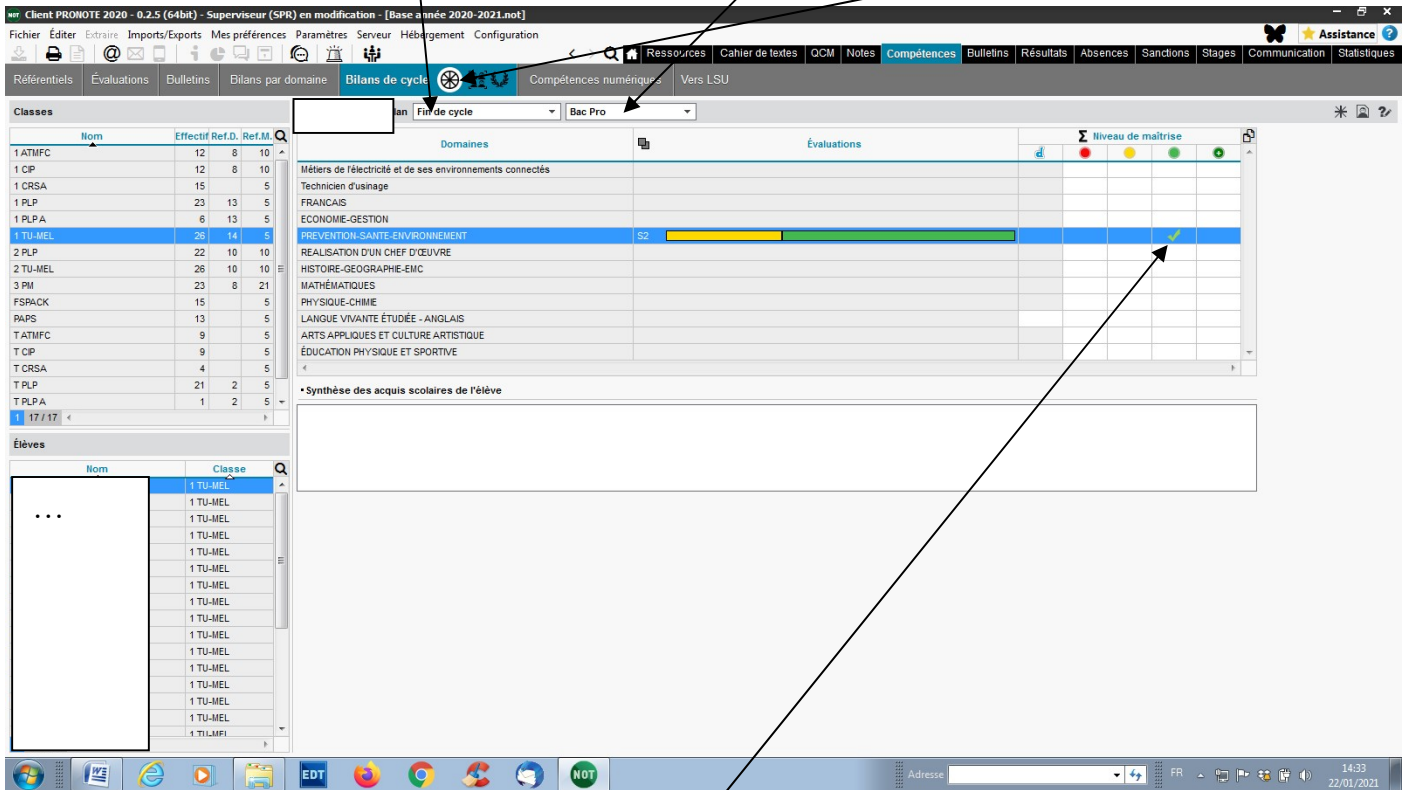 Client PRONOTE 2020 - 0.2.5 (64bit) - Superviseur (SPR) en modification - [Base année 2020-2021.not]
Fichier Éditer Extraire Imports/Exports Mes préférences Paramètres Serveur Hébergement Configuration Assistance
Ressources Cahier de textes QCM Notes Compétences Bulletins Résultats Absences Sanctions Stages Communication Statistiques
Référentiels Évaluations Bulletins Bilans par domaine Bilans de cycle Compétences numériques Vers LSU
Classes
Fin de cycle Bac Pro
Nom Effectif Ref.D. Ref.M.
1 ATMFC 12 8 10
1 CIP 12 8 10
1 CRSA 15 5
1 PLP 23 13 5
1 PLP A 6 13 5
1 TU-MEL 26 14 5
2 PLP 22 10 10
2 TU-MEL 26 10 10
3 PM 23 8 21
FSPACK 15 5
PAPS 13 5
T ATMFC 9 5
T CIP 9 5
T CRSA 4 5
T PLP 21 2 5
T PLP A 1 2 5
1 17 / 17
Domaines Évaluations Σ Niveau de maîtrise
Métiers de l'électricité et de ses environnements connectés
Technicien d'usinage
FRANCAIS
ECONOMIE-GESTION
PREVENTION-SANTE-ENVIRONNEMENT S2
REALISATION D'UN CHEF D'ŒUVRE
HISTOIRE-GEOGRAPHIE-EMC
MATHÉMATIQUES
PHYSIQUE-CHIMIE
LANGUE VIVANTE ÉTUDIÉE - ANGLAIS
ARTS APPLIQUES ET CULTURE ARTISTIQUE
ÉDUCATION PHYSIQUE ET SPORTIVE
• Synthèse des acquis scolaires de l'élève
Élèves
Nom Classe
1 TU-MEL
1 TU-MEL
... 1 TU-MEL
1 TU-MEL
1 TU-MEL
1 TU-MEL
1 TU-MEL
1 TU-MEL
1 TU-MEL
1 TU-MEL
1 TU-MEL
1 TU-MEL
1 TU-MEL
1 TU-MEL
1 TU-MEL
1 TU-MEL
EDT NOT Adresse FR 14:33
22/01/2021